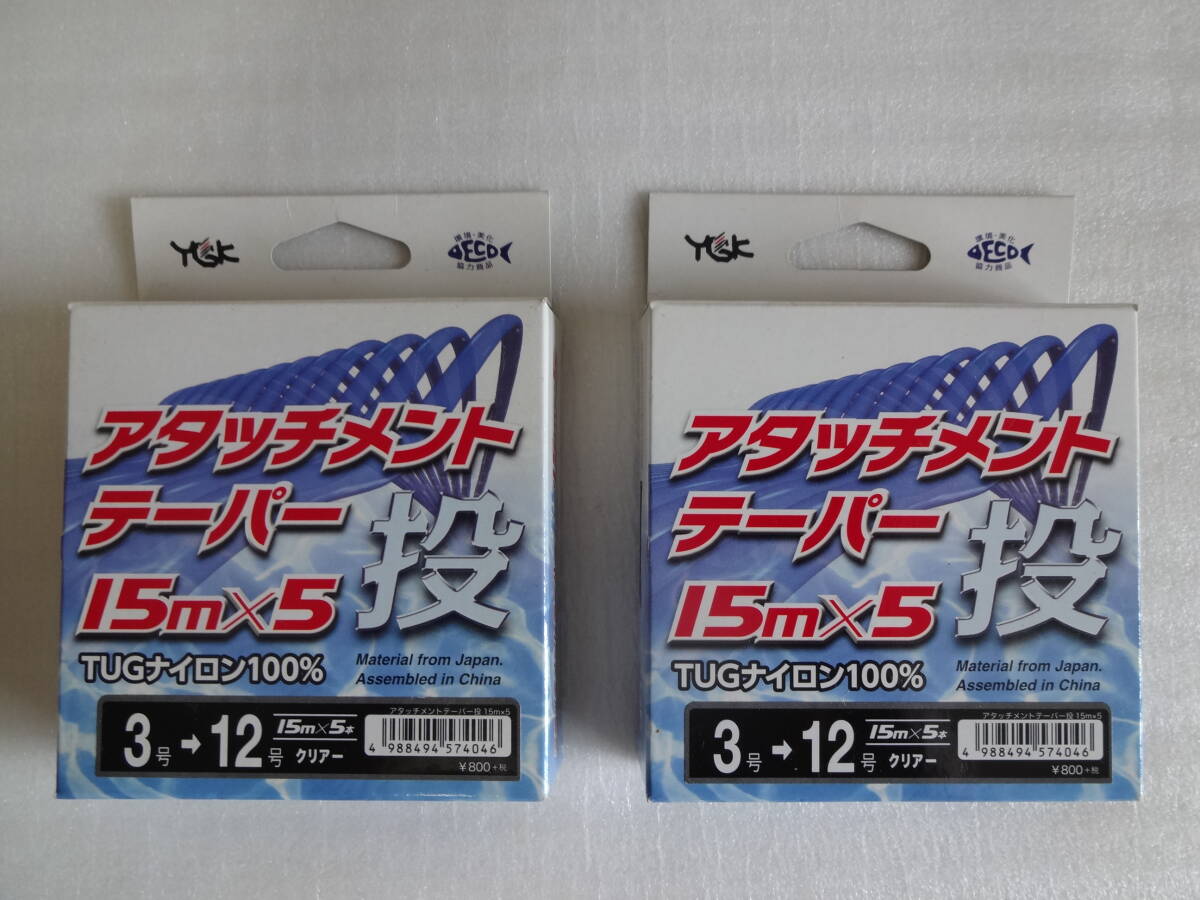 YGK
環境・美化
ECO
協力商品
アタッチメント
テーパー
投
15m×5
TUGナイロン100%
Material from Japan.
Assembled in China
3号→12号
15m×5本
クリアー
アタッチメントテーパー投 15m×5
4 988494 574046
¥800+税
YGK
環境・美化
ECO
協力商品
アタッチメント
テーパー
投
15m×5
TUGナイロン100%
Material from Japan.
Assembled in China
3号→12号
15m×5本
クリアー
アタッチメントテーパー投 15m×5
4 988494 574046
¥800+税